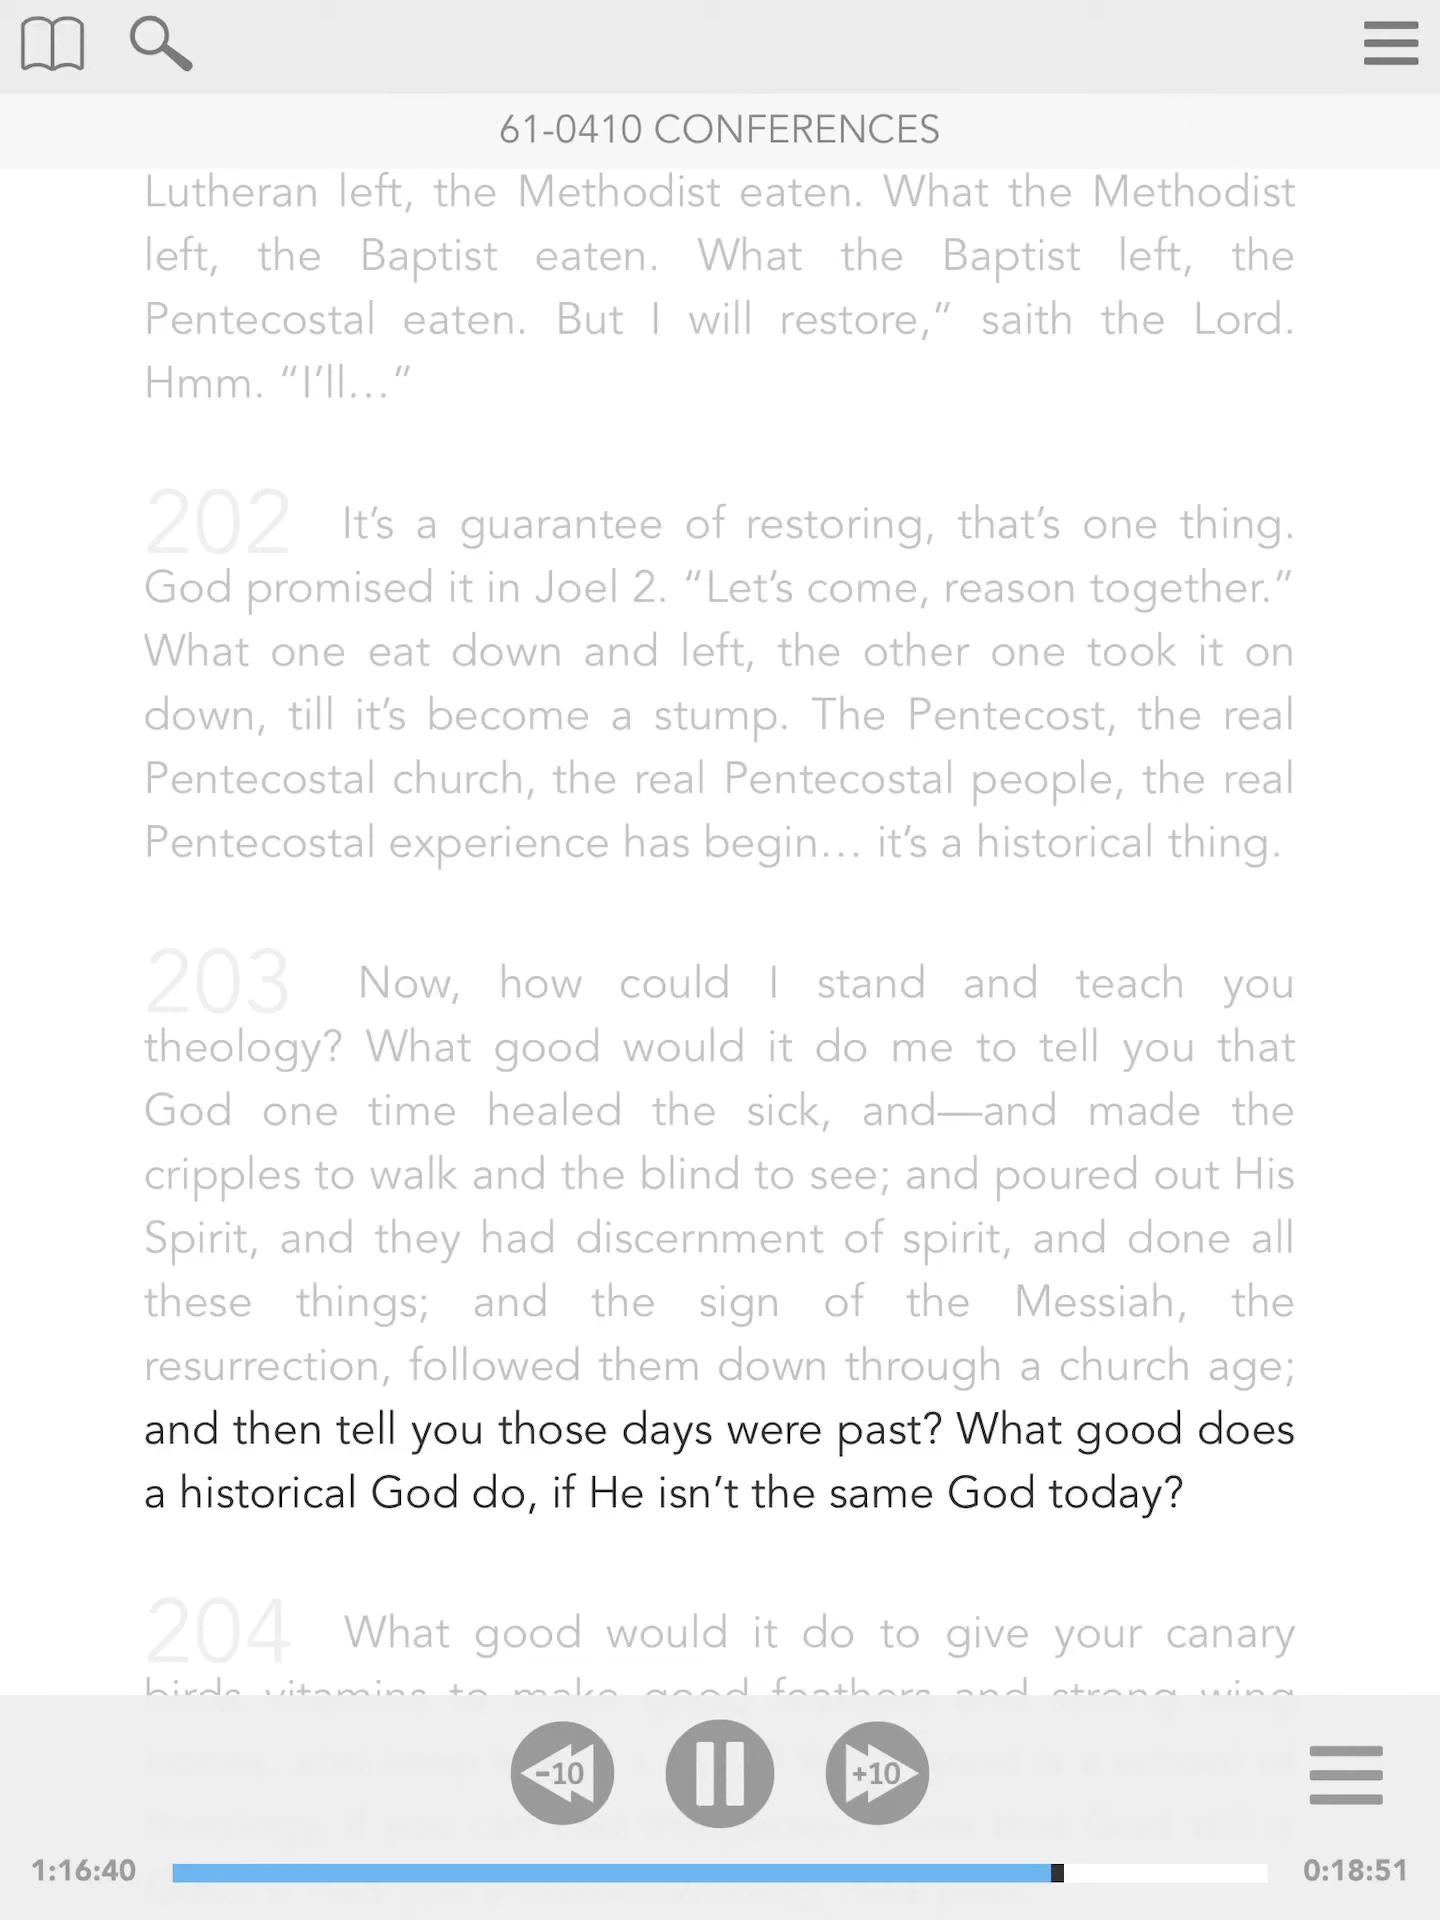 61-0410 CONFERENCES
Lutheran left, the Methodist eaten. What the Methodist
left, the Baptist eaten. What the Baptist left, the
Pentecostal eaten. But I will restore,” saith the Lord.
Hmm. “I’ll…“
202 It’s a guarantee of restoring, that’s one thing.
God promised it in Joel 2. “Let’s come, reason together.”
What one eat down and left, the other one took it on
down, till it’s become a stump. The Pentecost, the real
Pentecostal church, the real Pentecostal people, the real
Pentecostal experience has begin… it’s a historical thing.
203 Now, how could I stand and teach you
theology? What good would it do me to tell you that
God one time healed the sick, and—and made the
cripples to walk and the blind to see; and poured out His
Spirit, and they had discernment of spirit, and done all
these things; and the sign of the Messiah, the
resurrection, followed them down through a church age;
and then tell you those days were past? What good does
a historical God do, if He isn’t the same God today?
204 What good would it do to give your canary
birds vitamins to make good feathers and strong wing
-10 +10
1:16:40 0:18:51